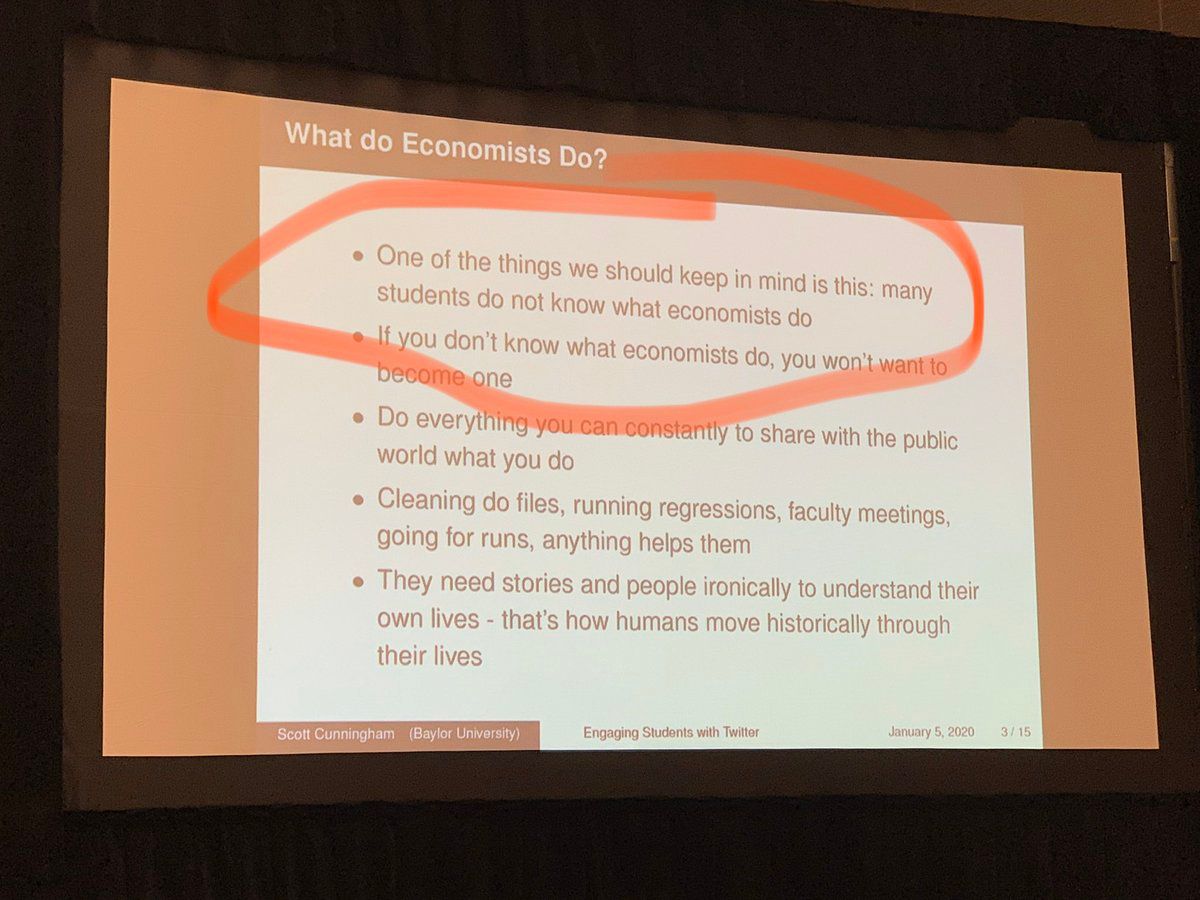 What do Economists Do?
• One of the things we should keep in mind is this: many
students do not know what economists do
• If you don't know what economists do, you won't want to
become one
• Do everything you can constantly to share with the public
world what you do
• Cleaning do files, running regressions, faculty meetings,
going for runs, anything helps them
• They need stories and people ironically to understand their
own lives - that's how humans move historically through
their lives
Scott Cunningham (Baylor University) Engaging Students with Twitter January 5, 2020 3 / 15